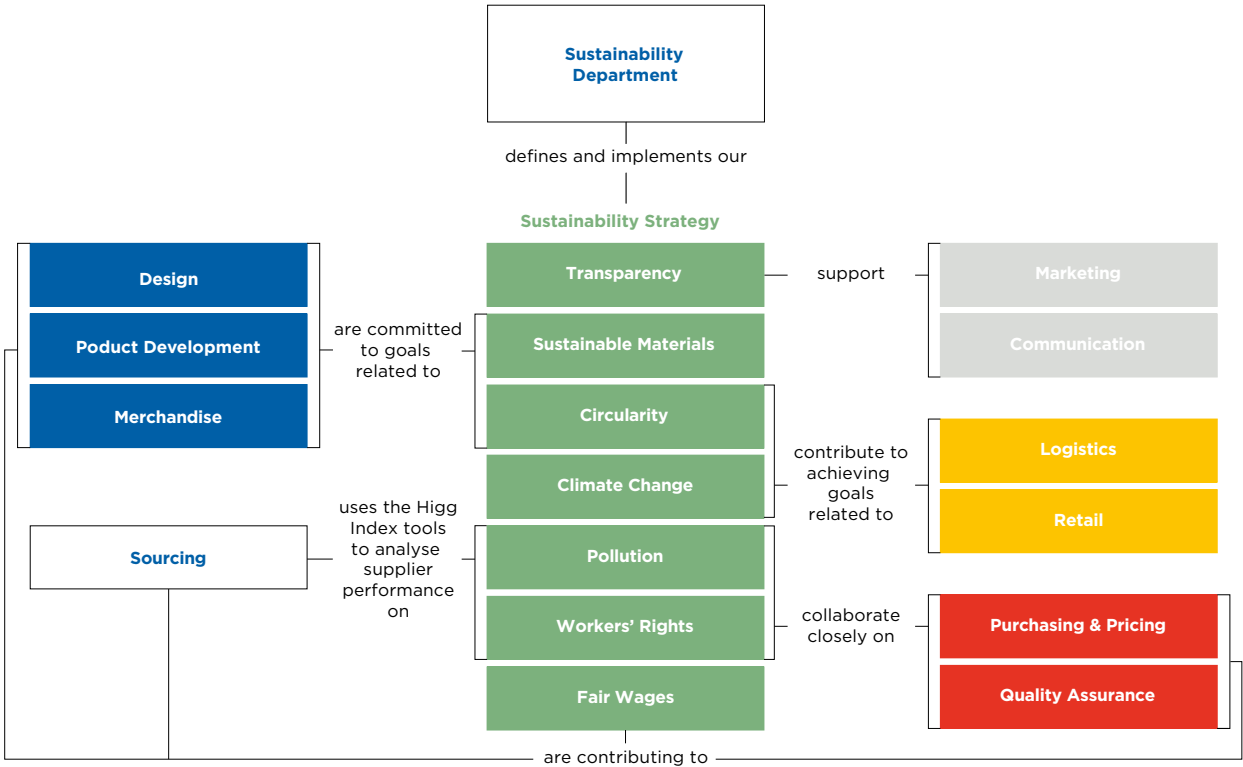 Sustainability
Department
defines and implements our
Sustainability Strategy
Design
Poduct Development
Merchandise
are committed
to goals
related to
Transparency
Sustainable Materials
Circularity
Climate Change
Pollution
Workers' Rights
Fair Wages
support
Marketing
Communication
contribute to
achieving
goals
related to
Logistics
Retail
Sourcing
uses the Higg
Index tools
to analyse
supplier
performance
on
collaborate
closely on
Purchasing & Pricing
Quality Assurance
are contributing to